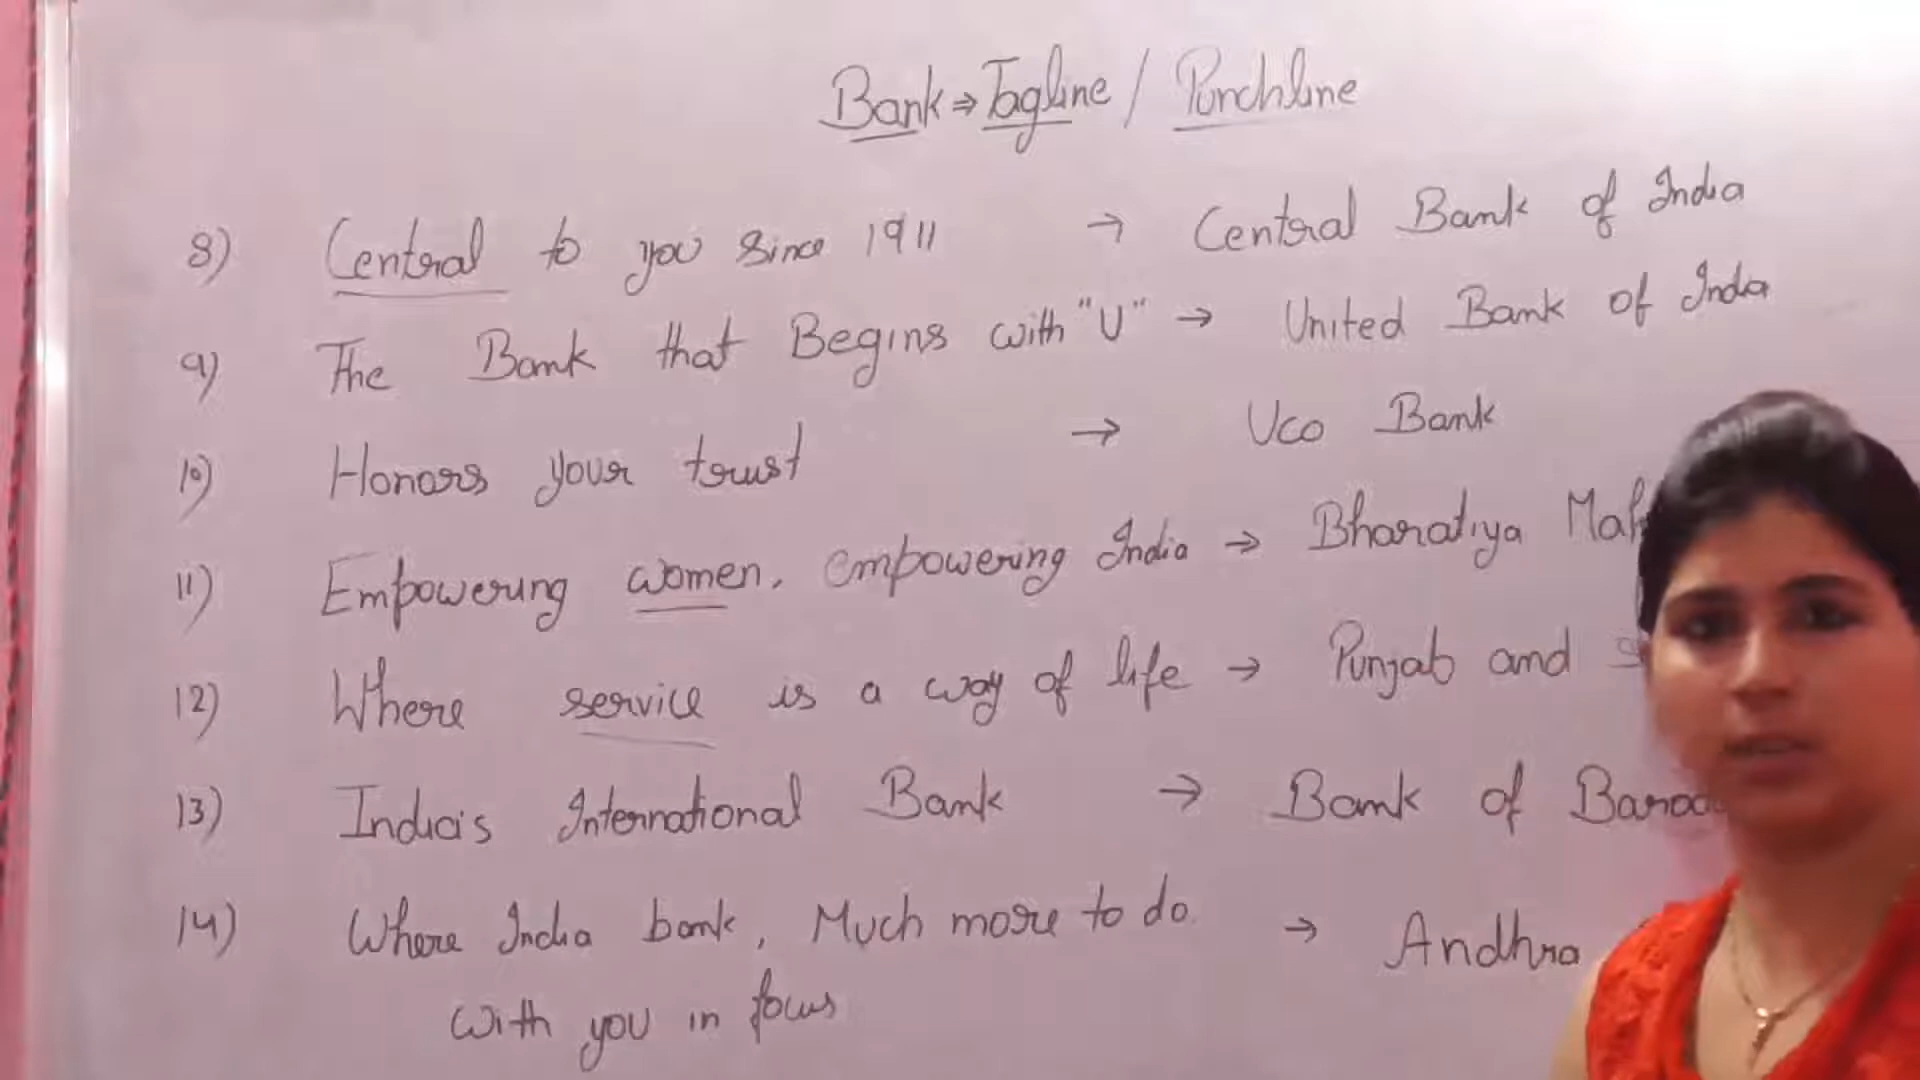 Bank ⇒ Tagline / Punchline
8) Central to you since 1911 → Central Bank of India
9) The Bank that Begins with "U" → United Bank of India
10) Honors your trust → Uco Bank
11) Empowering women, empowering India → Bharatiya
12) Where service is a way of life → Punjab and
13) India's International Bank → Bank of
14) Where India bank, Much more to do. → Andhra
With you in focus